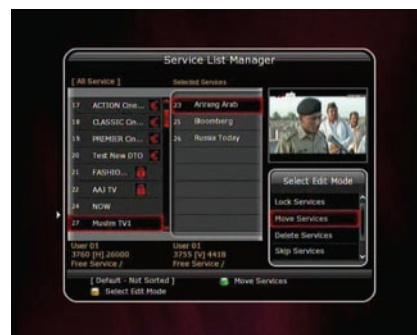 Service List Manager
[ All Service ]
Selected Services
17 ACTION Cine...
18 CLASSIC Cin...
19 PREMIER Cin...
20 Test New DTO
21 FASHIO...
22 AAJ TV
24 NOW
27 Muslim TV1
23 Arirang Arab
25 Bloomberg
26 Russia Today
Select Edit Mode
Lock Services
Move Services
Delete Services
Skip Services
User 01
3760 [H] 26000
Free Service /
User 01
3755 [V] 4418
Free Service /
[ Default - Not Sorted ]
Move Services
Select Edit Mode